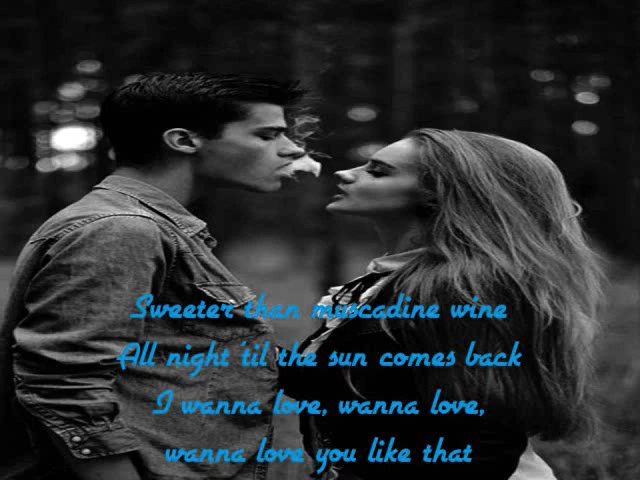 Sweeter than muscadine wine
All night 'til the sun comes back
I wanna love, wanna love,
wanna love you like that